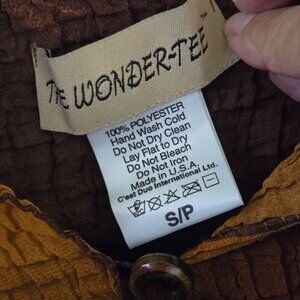 THE WONDER-TEE
TM
100% POLYESTER
Hand Wash Cold
Do Not Dry Clean
Lay Flat to Dry
Do Not Bleach
Do Not Iron
Made in U.S.A.
C'est Duo International Ltd.
S/P